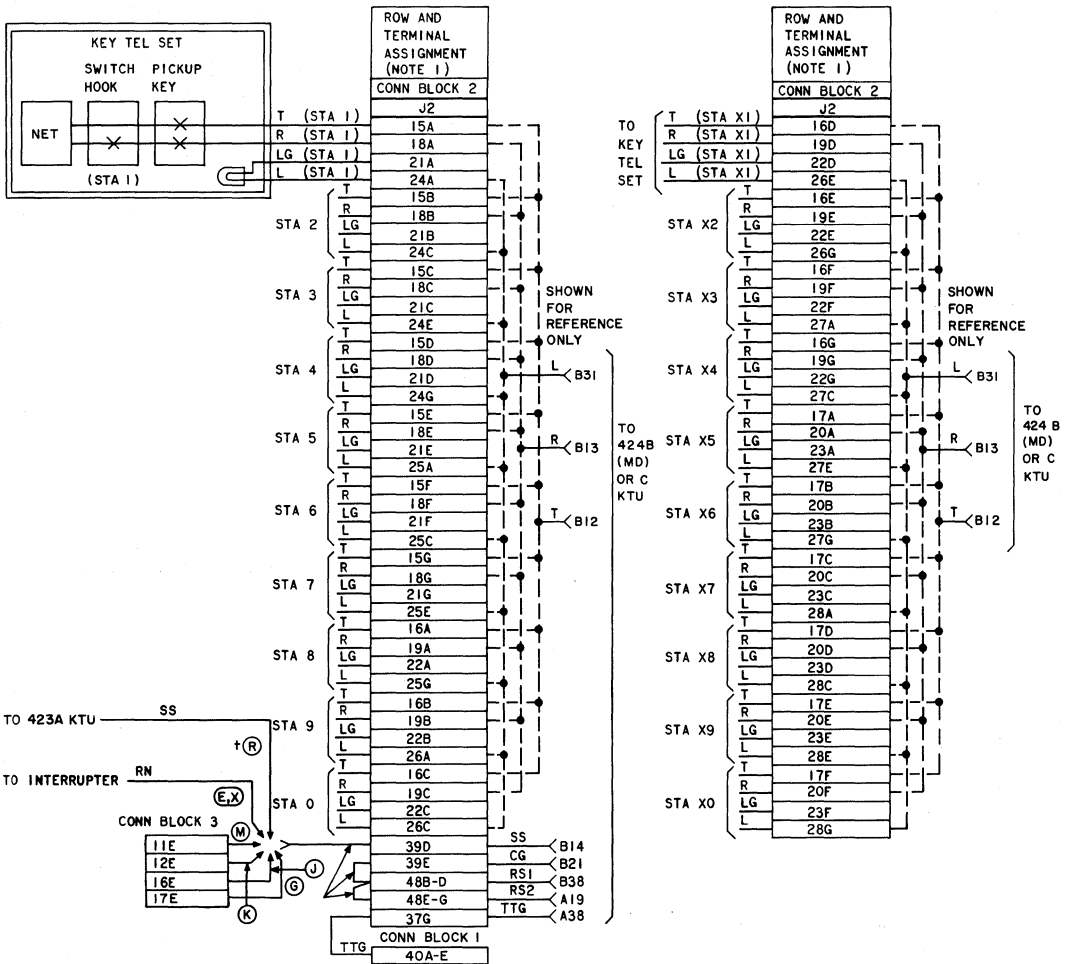 KEY TEL SET
SWITCH HOOK
PICKUP KEY
NET
(STA 1)
T (STA 1)
R (STA 1)
LG (STA 1)
L (STA 1)
ROW AND
TERMINAL
ASSIGNMENT
(NOTE 1)
CONN BLOCK 2
J2
15A
18A
21A
24A
STA 2
T 15B
R 18B
LG 21B
L 24C
STA 3
T 15C
R 18C
LG 21C
L 24E
STA 4
T 15D
R 18D
LG 21D
L 24G
STA 5
T 15E
R 18E
LG 21E
L 25A
STA 6
T 15F
R 18F
LG 21F
L 25C
STA 7
T 15G
R 18G
LG 21G
L 25E
STA 8
T 16A
R 19A
LG 22A
L 25G
STA 9
T 16B
R 19B
LG 22B
L 26A
STA 0
T 16C
R 19C
LG 22C
L 26C
39D SS B14
39E CG B21
48B-D RS1 B38
48E-G RS2 A19
37G TTG A38
CONN BLOCK 1
TTG 40A-E
SHOWN
FOR
REFERENCE
ONLY
L B31
R B13
T B12
TO
424B
(MD)
OR C
KTU
TO 423A KTU SS
† R
TO INTERRUPTER RN
E,X
CONN BLOCK 3
11E
12E
16E
17E
M
J
G
K
ROW AND
TERMINAL
ASSIGNMENT
(NOTE 1)
CONN BLOCK 2
J2
TO
KEY
TEL
SET
T (STA X1) 16D
R (STA X1) 19D
LG (STA X1) 22D
L (STA X1) 26E
STA X2
T 16E
R 19E
LG 22E
L 26G
STA X3
T 16F
R 19F
LG 22F
L 27A
STA X4
T 16G
R 19G
LG 22G
L 27C
STA X5
T 17A
R 20A
LG 23A
L 27E
STA X6
T 17B
R 20B
LG 23B
L 27G
STA X7
T 17C
R 20C
LG 23C
L 28A
STA X8
T 17D
R 20D
LG 23D
L 28C
STA X9
T 17E
R 20E
LG 23E
L 28E
STA X0
T 17F
R 20F
LG 23F
L 28G
SHOWN
FOR
REFERENCE
ONLY
L B31
R B13
T B12
TO
424 B
(MD)
OR C
KTU